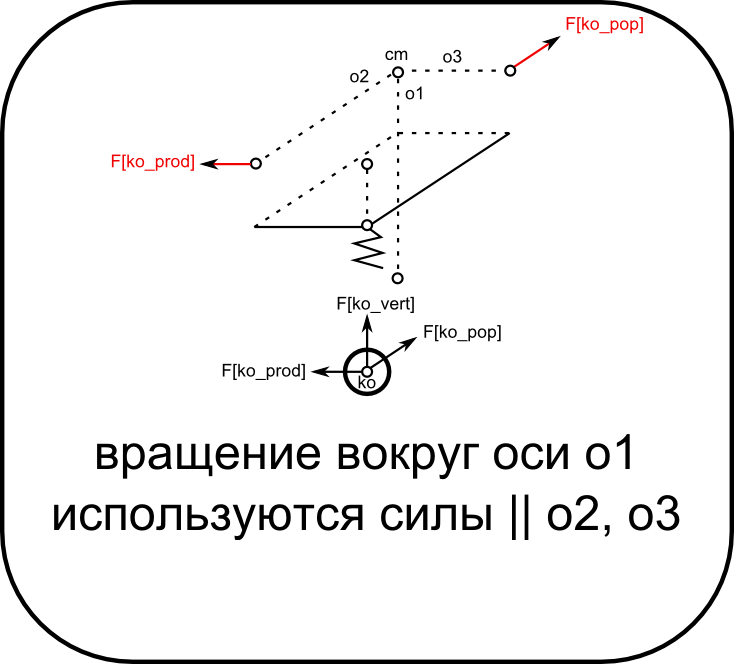 F[ko_pop]
cm
o3
o2
o1
F[ko_prod]
F[ko_vert]
F[ko_pop]
F[ko_prod]
ko
вращение вокруг оси o1
используются силы || o2, o3